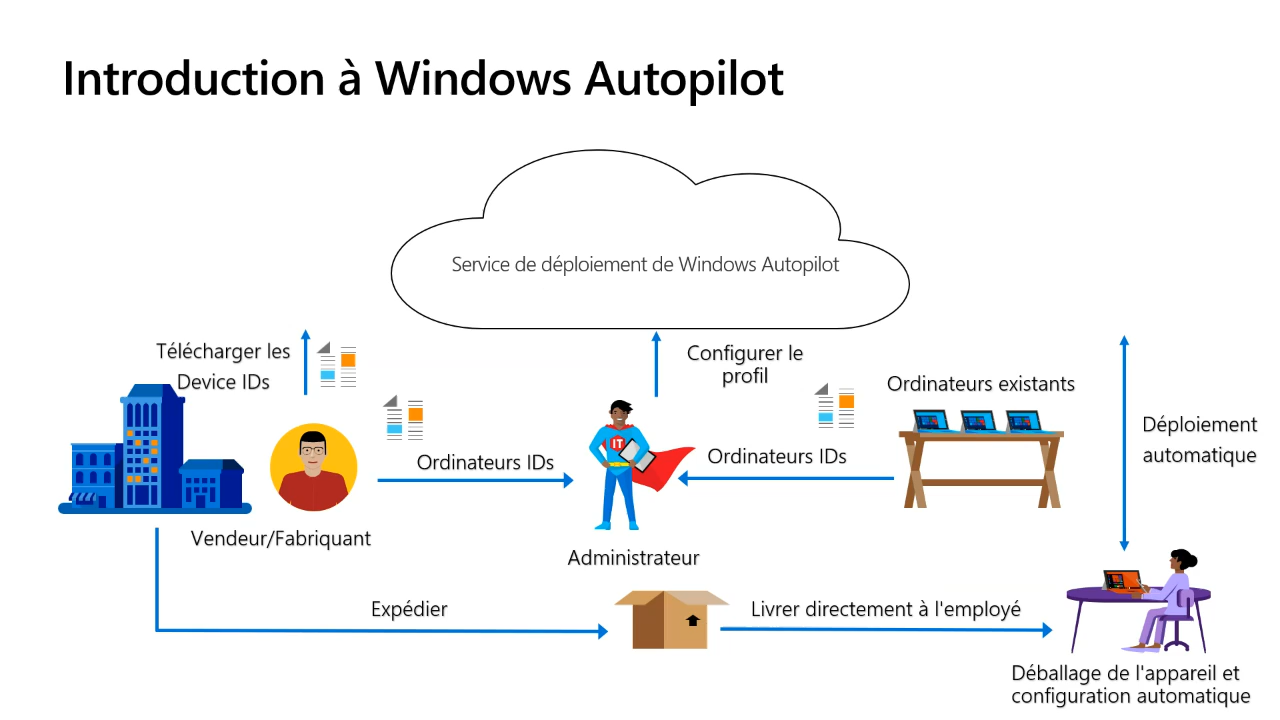 Introduction à Windows Autopilot
Service de déploiement de Windows Autopilot
Télécharger les
Device IDs
Configurer le
profil
Ordinateurs existants
Déploiement
automatique
Ordinateurs IDs
IT
Ordinateurs IDs
Vendeur/Fabriquant
Administrateur
Expédier
Livrer directement à l'employé
Déballage de l'appareil et
configuration automatique